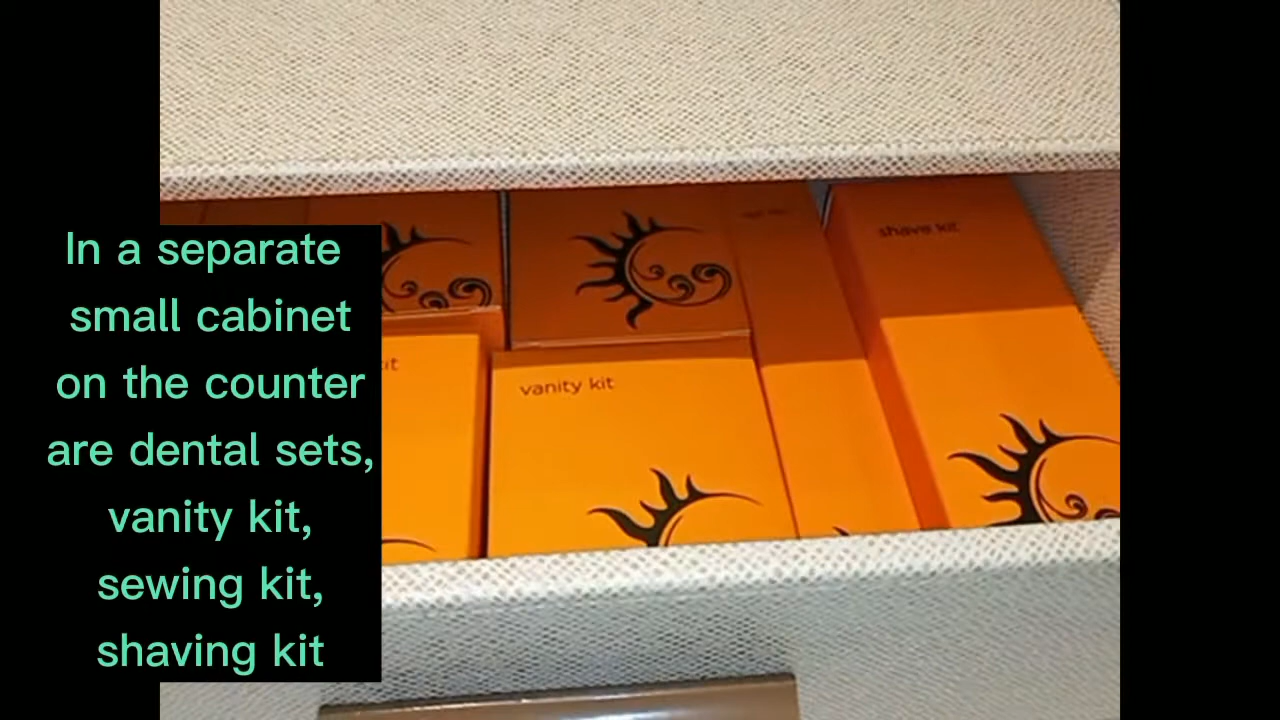 In a separate
small cabinet
on the counter
are dental sets,
vanity kit,
sewing kit,
shaving kit
shave kit
vanity kit